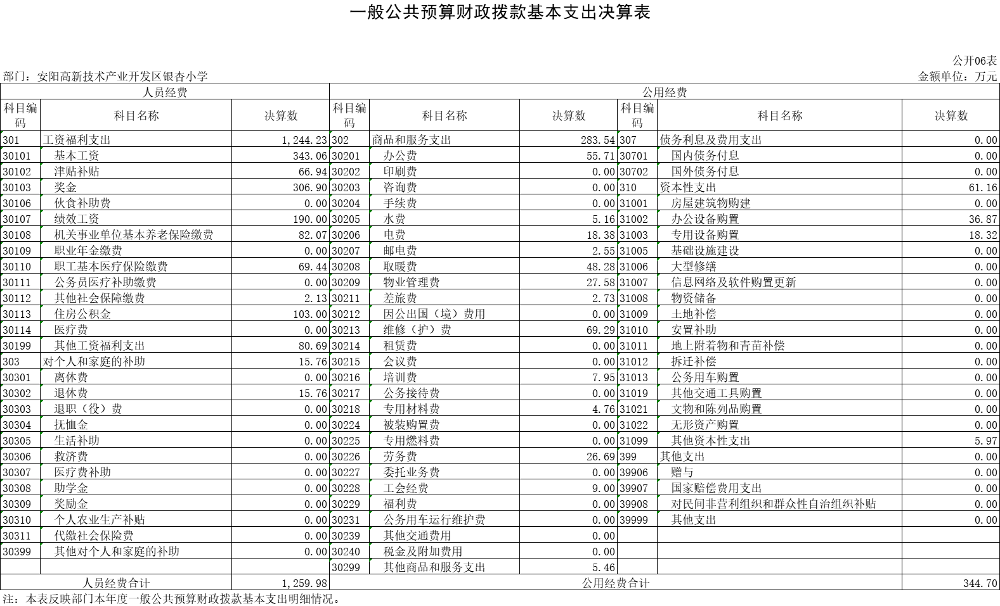 一般公共预算财政拨款基本支出决算表
公开06表
部门：安阳高新技术产业开发区银杏小学 金额单位：万元
人员经费 公用经费
科目编码 科目名称 决算数 科目编码 科目名称 决算数 科目编码 科目名称 决算数
301 工资福利支出 1,244.23 302 商品和服务支出 283.54 307 债务利息及费用支出 0.00
30101 基本工资 343.06 30201 办公费 55.71 30701 国内债务付息 0.00
30102 津贴补贴 66.94 30202 印刷费 0.00 30702 国外债务付息 0.00
30103 奖金 306.90 30203 咨询费 0.00 310 资本性支出 61.16
30106 伙食补助费 0.00 30204 手续费 0.00 31001 房屋建筑物购建 0.00
30107 绩效工资 190.00 30205 水费 5.16 31002 办公设备购置 36.87
30108 机关事业单位基本养老保险缴费 82.07 30206 电费 18.38 31003 专用设备购置 18.32
30109 职业年金缴费 0.00 30207 邮电费 2.55 31005 基础设施建设 0.00
30110 职工基本医疗保险缴费 69.44 30208 取暖费 48.28 31006 大型修缮 0.00
30111 公务员医疗补助缴费 0.00 30209 物业管理费 27.58 31007 信息网络及软件购置更新 0.00
30112 其他社会保障缴费 2.13 30211 差旅费 2.73 31008 物资储备 0.00
30113 住房公积金 103.00 30212 因公出国（境）费用 0.00 31009 土地补偿 0.00
30114 医疗费 0.00 30213 维修（护）费 69.29 31010 安置补助 0.00
30199 其他工资福利支出 80.69 30214 租赁费 0.00 31011 地上附着物和青苗补偿 0.00
303 对个人和家庭的补助 15.76 30215 会议费 0.00 31012 拆迁补偿 0.00
30301 离休费 0.00 30216 培训费 7.95 31013 公务用车购置 0.00
30302 退休费 15.76 30217 公务接待费 0.00 31019 其他交通工具购置 0.00
30303 退职（役）费 0.00 30218 专用材料费 4.76 31021 文物和陈列品购置 0.00
30304 抚恤金 0.00 30224 被装购置费 0.00 31022 无形资产购置 0.00
30305 生活补助 0.00 30225 专用燃料费 0.00 31099 其他资本性支出 5.97
30306 救济费 0.00 30226 劳务费 26.69 399 其他支出 0.00
30307 医疗费补助 0.00 30227 委托业务费 0.00 39906 赠与 0.00
30308 助学金 0.00 30228 工会经费 9.00 39907 国家赔偿费用支出 0.00
30309 奖励金 0.00 30229 福利费 0.00 39908 对民间非营利组织和群众性自治组织补贴 0.00
30310 个人农业生产补贴 0.00 30231 公务用车运行维护费 0.00 39999 其他支出 0.00
30311 代缴社会保险费 0.00 30239 其他交通费用 0.00
30399 其他对个人和家庭的补助 0.00 30240 税金及附加费用 0.00
30299 其他商品和服务支出 5.46
人员经费合计 1,259.98 公用经费合计 344.70
注：本表反映部门本年度一般公共预算财政拨款基本支出明细情况。